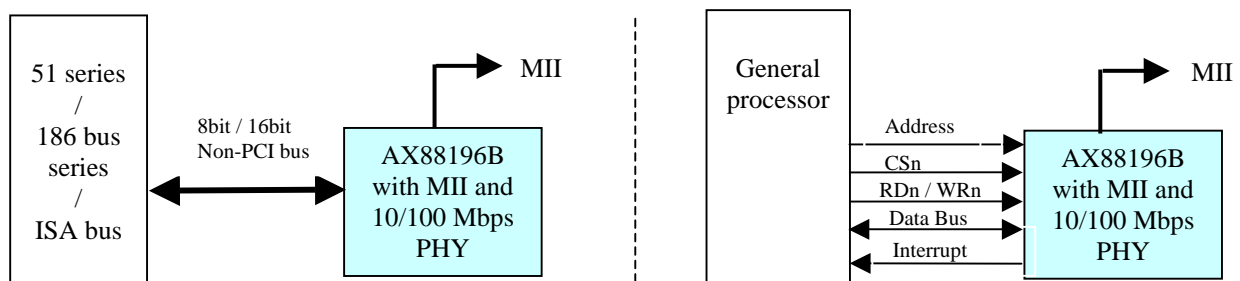 51 series
/
186 bus
series
/
ISA bus
8bit / 16bit
Non-PCI bus
MII
AX88196B
with MII and
10/100 Mbps
PHY
General
processor
Address
CSn
RDn / WRn
Data Bus
Interrupt
MII
AX88196B
with MII and
10/100 Mbps
PHY